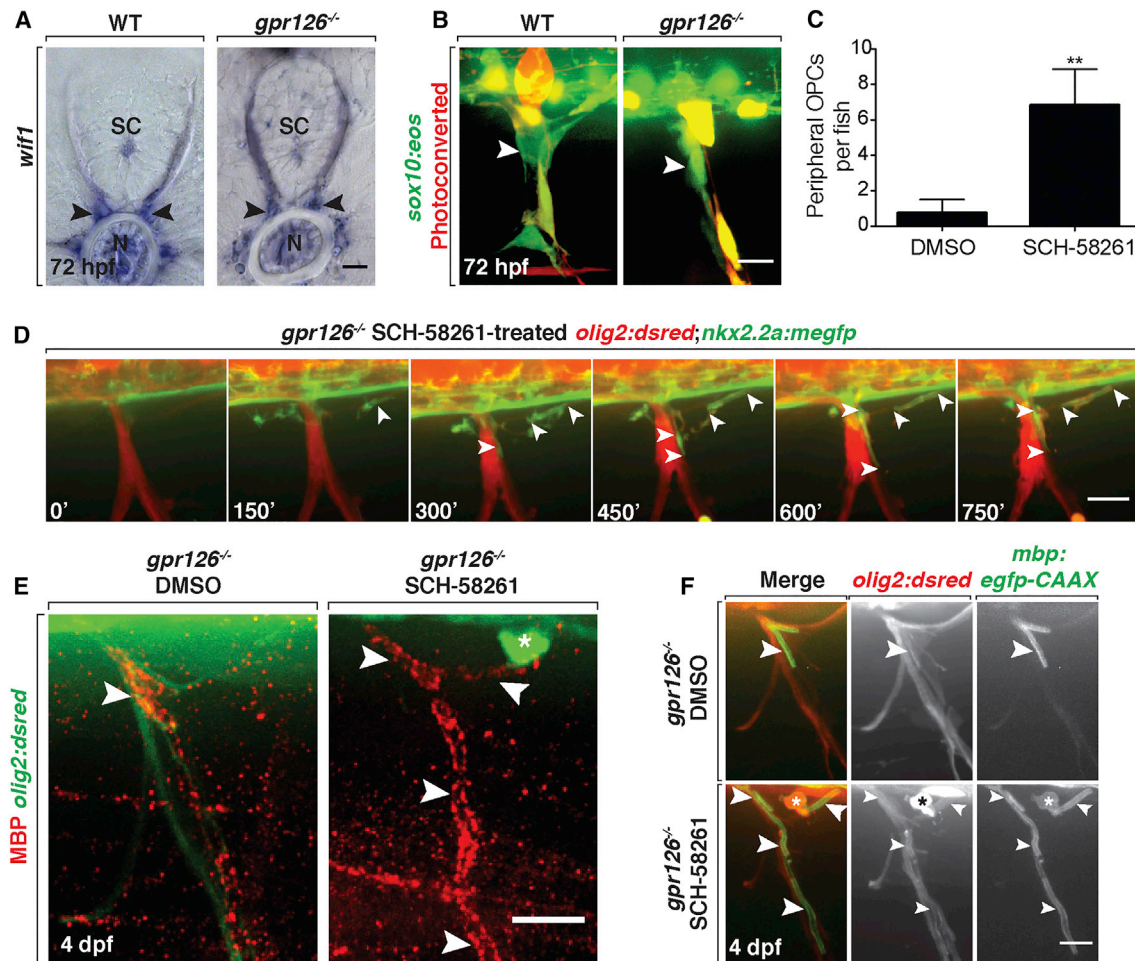 A
WT
gpr126-/-
wif1
SC
SC
N
N
72 hpf
B
WT
gpr126-/-
sox10:eos
Photoconverted
72 hpf
C
Peripheral OPCs
per fish
10
8
6
4
2
0
**
DMSO
SCH-58261
D
gpr126-/- SCH-58261-treated olig2:dsred;nkx2.2a:megfp
0’
150’
300’
450’
600’
750’
E
gpr126-/-
DMSO
gpr126-/-
SCH-58261
MBP olig2:dsred
*
4 dpf
F
Merge
olig2:dsred
mbp:
egfp-CAAX
gpr126-/-
DMSO
gpr126-/-
SCH-58261
*
*
*
4 dpf